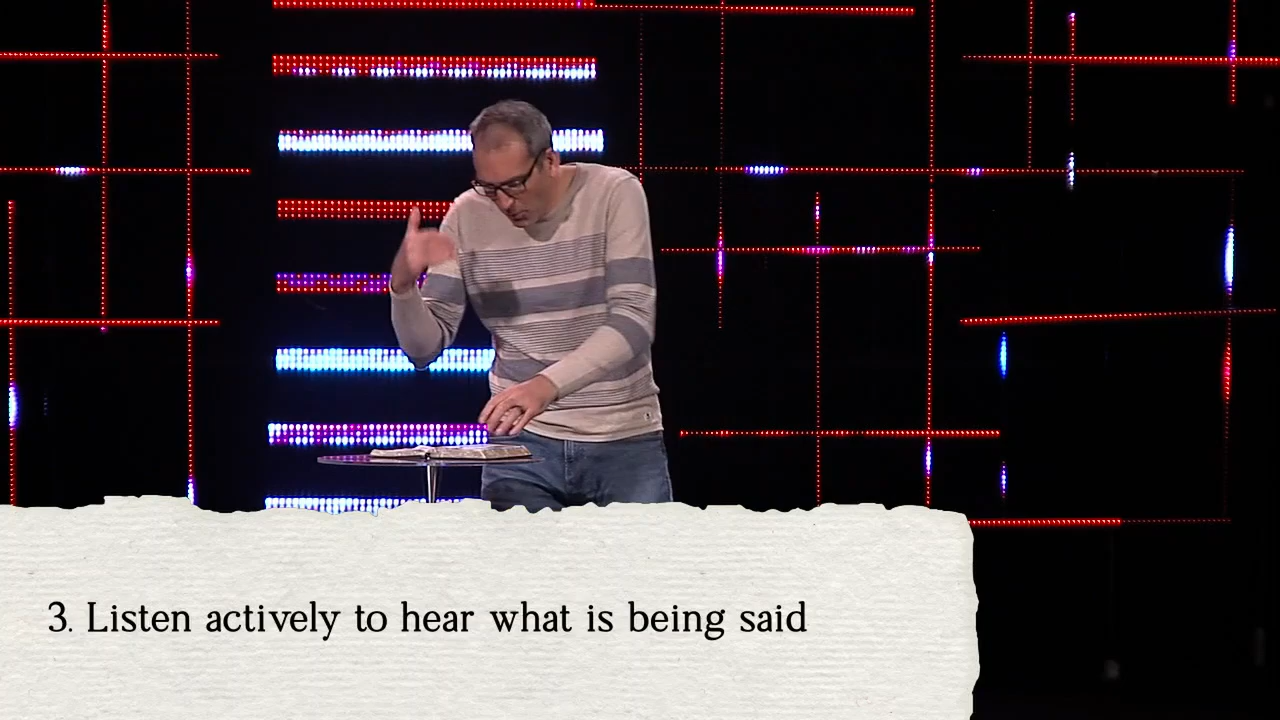 3. Listen actively to hear what is being said